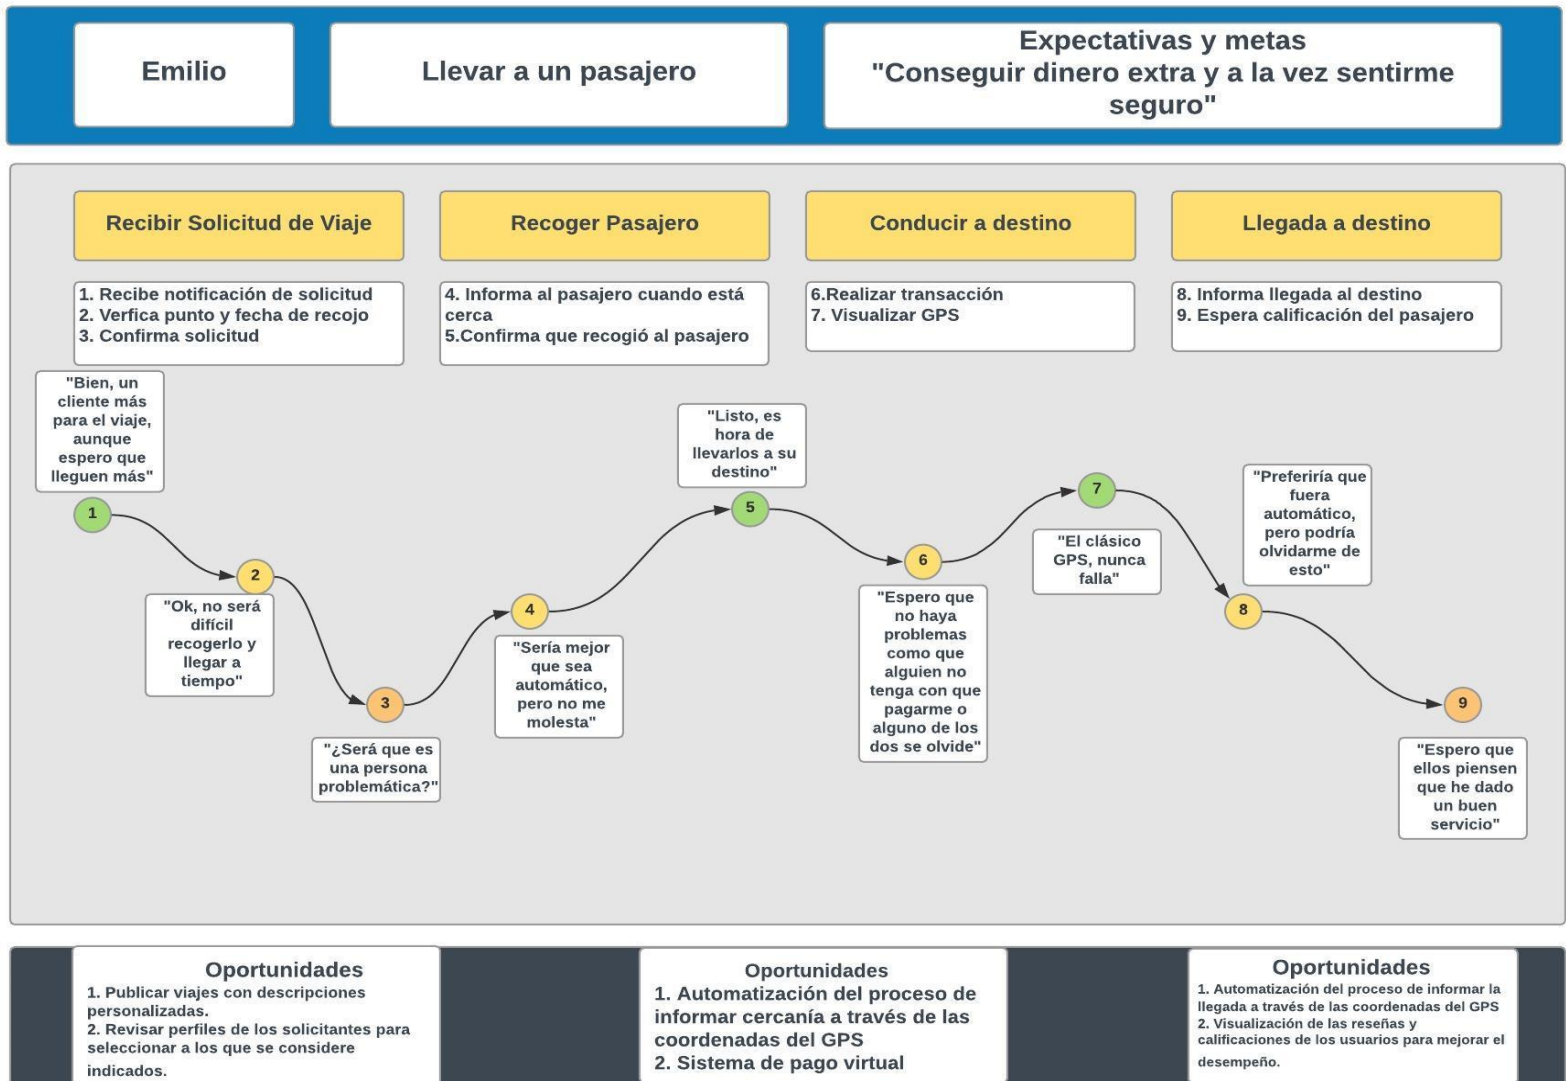 Emilio
Llevar a un pasajero
Expectativas y metas
"Conseguir dinero extra y a la vez sentirme
seguro"
Recibir Solicitud de Viaje
Recoger Pasajero
Conducir a destino
Llegada a destino
1. Recibe notificación de solicitud
2. Verfica punto y fecha de recojo
3. Confirma solicitud
4. Informa al pasajero cuando está
cerca
5.Confirma que recogió al pasajero
6.Realizar transacción
7. Visualizar GPS
8. Informa llegada al destino
9. Espera calificación del pasajero
"Bien, un
cliente más
para el viaje,
aunque
espero que
lleguen más"
1
2
"Ok, no será
difícil
recogerlo y
llegar a
tiempo"
3
"¿Será que es
una persona
problemática?"
4
"Sería mejor
que sea
automático,
pero no me
molesta"
"Listo, es
hora de
llevarlos a su
destino"
5
6
"Espero que
no haya
problemas
como que
alguien no
tenga con que
pagarme o
alguno de los
dos se olvide"
7
"El clásico
GPS, nunca
falla"
"Preferiría que
fuera
automático,
pero podría
olvidarme de
esto"
8
9
"Espero que
ellos piensen
que he dado
un buen
servicio"
Oportunidades
1. Publicar viajes con descripciones
personalizadas.
2. Revisar perfiles de los solicitantes para
seleccionar a los que se considere
indicados.
Oportunidades
1. Automatización del proceso de
informar cercanía a través de las
coordenadas del GPS
2. Sistema de pago virtual
Oportunidades
1. Automatización del proceso de informar la
llegada a través de las coordenadas del GPS
2. Visualización de las reseñas y
calificaciones de los usuarios para mejorar el
desempeño.